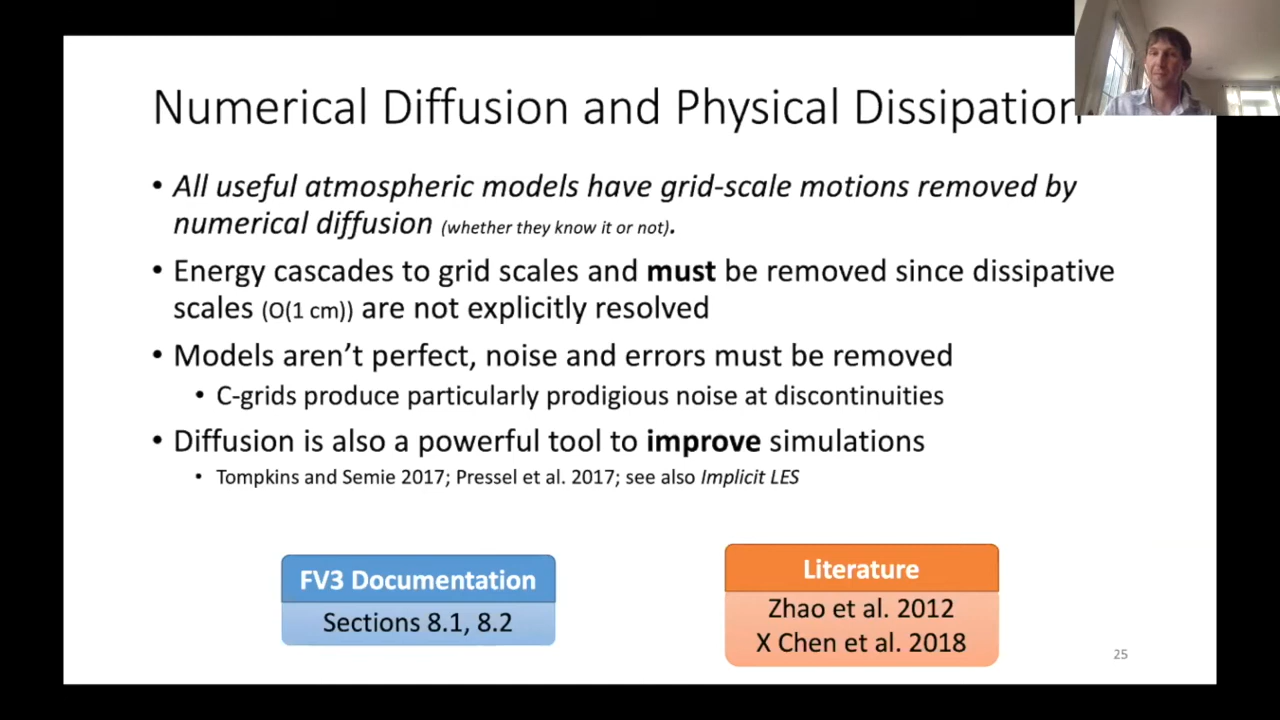 Numerical Diffusion and Physical Dissipation
• All useful atmospheric models have grid-scale motions removed by
numerical diffusion (whether they know it or not).
• Energy cascades to grid scales and must be removed since dissipative
scales (O(1 cm)) are not explicitly resolved
• Models aren’t perfect, noise and errors must be removed
• C-grids produce particularly prodigious noise at discontinuities
• Diffusion is also a powerful tool to improve simulations
• Tompkins and Semie 2017; Pressel et al. 2017; see also Implicit LES
FV3 Documentation
Sections 8.1, 8.2
Literature
Zhao et al. 2012
X Chen et al. 2018
25